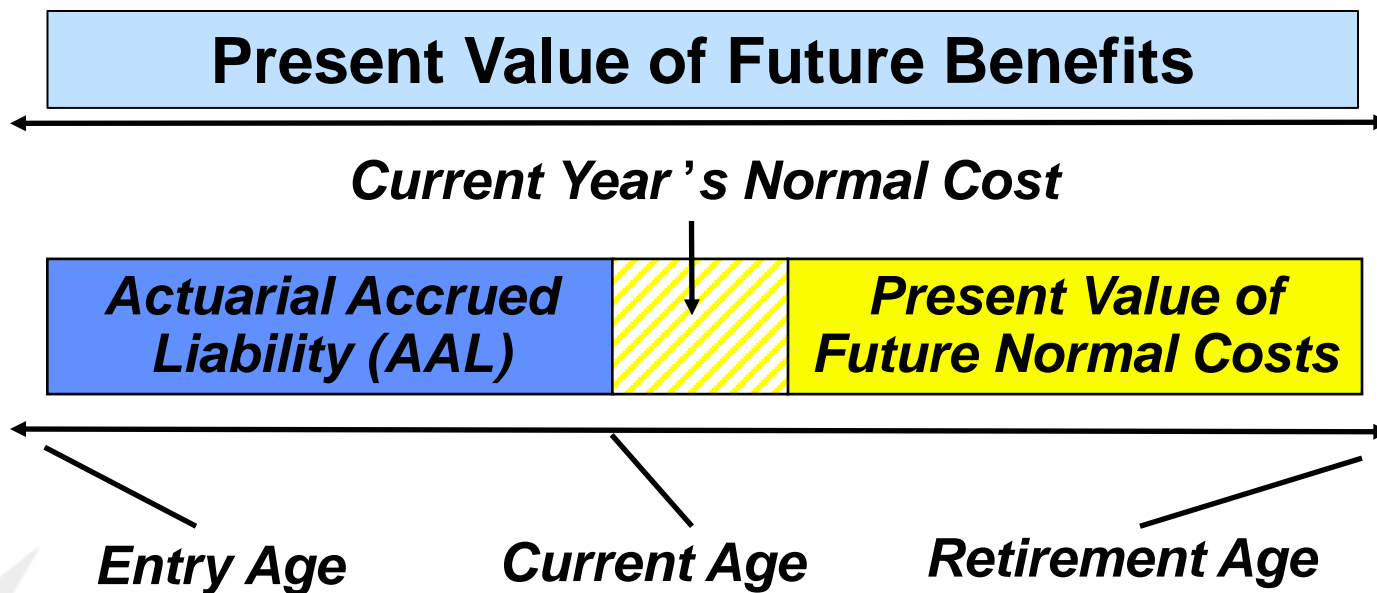 Present Value of Future Benefits
Current Year’s Normal Cost
Actuarial Accrued
Liability (AAL)
Present Value of
Future Normal Costs
Entry Age
Current Age
Retirement Age